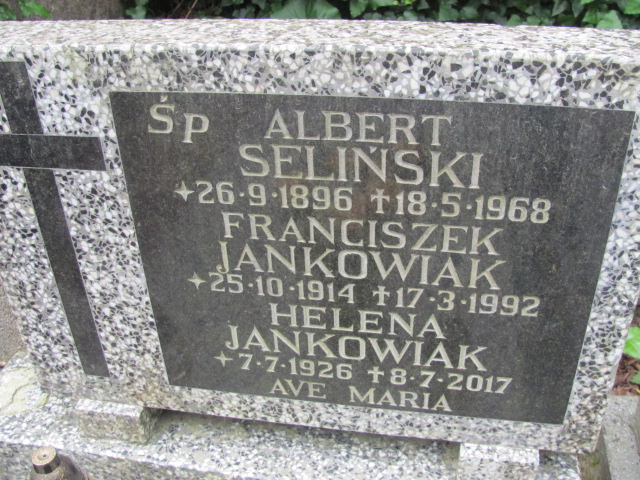 ŚP ALBERT
SELIŃSKI
✦26·9·1896 ✝18·5·1968
FRANCISZEK
JANKOWIAK
✦25·10·1914 ✝17·3·1992
HELENA
JANKOWIAK
✦7·7·1926 ✝8·7·2017
AVE MARIA